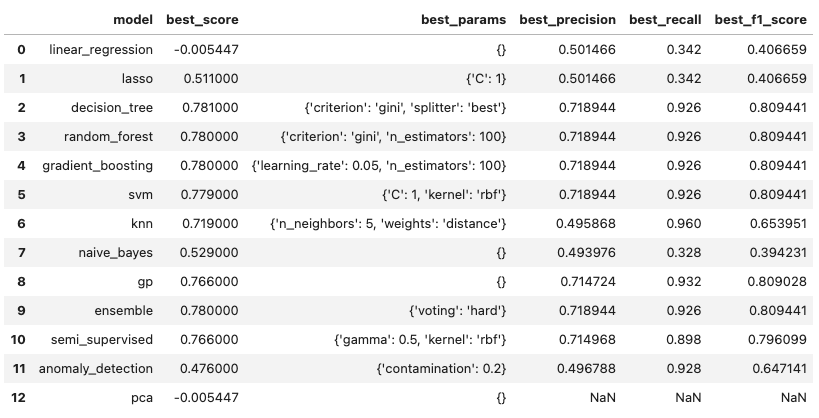 model best_score best_params best_precision best_recall best_f1_score
0 linear_regression -0.005447 {} 0.501466 0.342 0.406659
1 lasso 0.511000 {'C': 1} 0.501466 0.342 0.406659
2 decision_tree 0.781000 {'criterion': 'gini', 'splitter': 'best'} 0.718944 0.926 0.809441
3 random_forest 0.780000 {'criterion': 'gini', 'n_estimators': 100} 0.718944 0.926 0.809441
4 gradient_boosting 0.780000 {'learning_rate': 0.05, 'n_estimators': 100} 0.718944 0.926 0.809441
5 svm 0.779000 {'C': 1, 'kernel': 'rbf'} 0.718944 0.926 0.809441
6 knn 0.719000 {'n_neighbors': 5, 'weights': 'distance'} 0.495868 0.960 0.653951
7 naive_bayes 0.529000 {} 0.493976 0.328 0.394231
8 gp 0.766000 {} 0.714724 0.932 0.809028
9 ensemble 0.780000 {'voting': 'hard'} 0.718944 0.926 0.809441
10 semi_supervised 0.766000 {'gamma': 0.5, 'kernel': 'rbf'} 0.714968 0.898 0.796099
11 anomaly_detection 0.476000 {'contamination': 0.2} 0.496788 0.928 0.647141
12 pca -0.005447 {} NaN NaN NaN